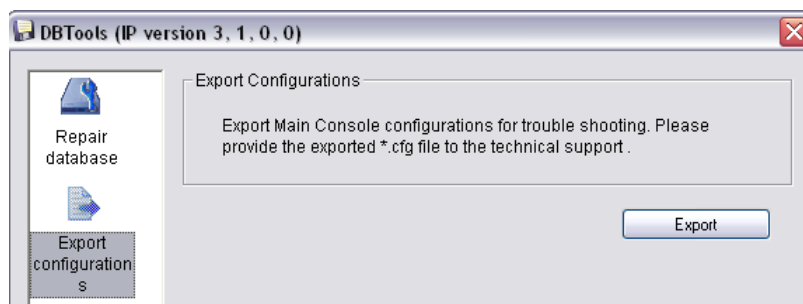 DBTools (IP version 3, 1, 0, 0)
Repair
database
Export
configuration
s
Export Configurations
Export Main Console configurations for trouble shooting. Please
provide the exported *.cfg file to the technical support .
Export